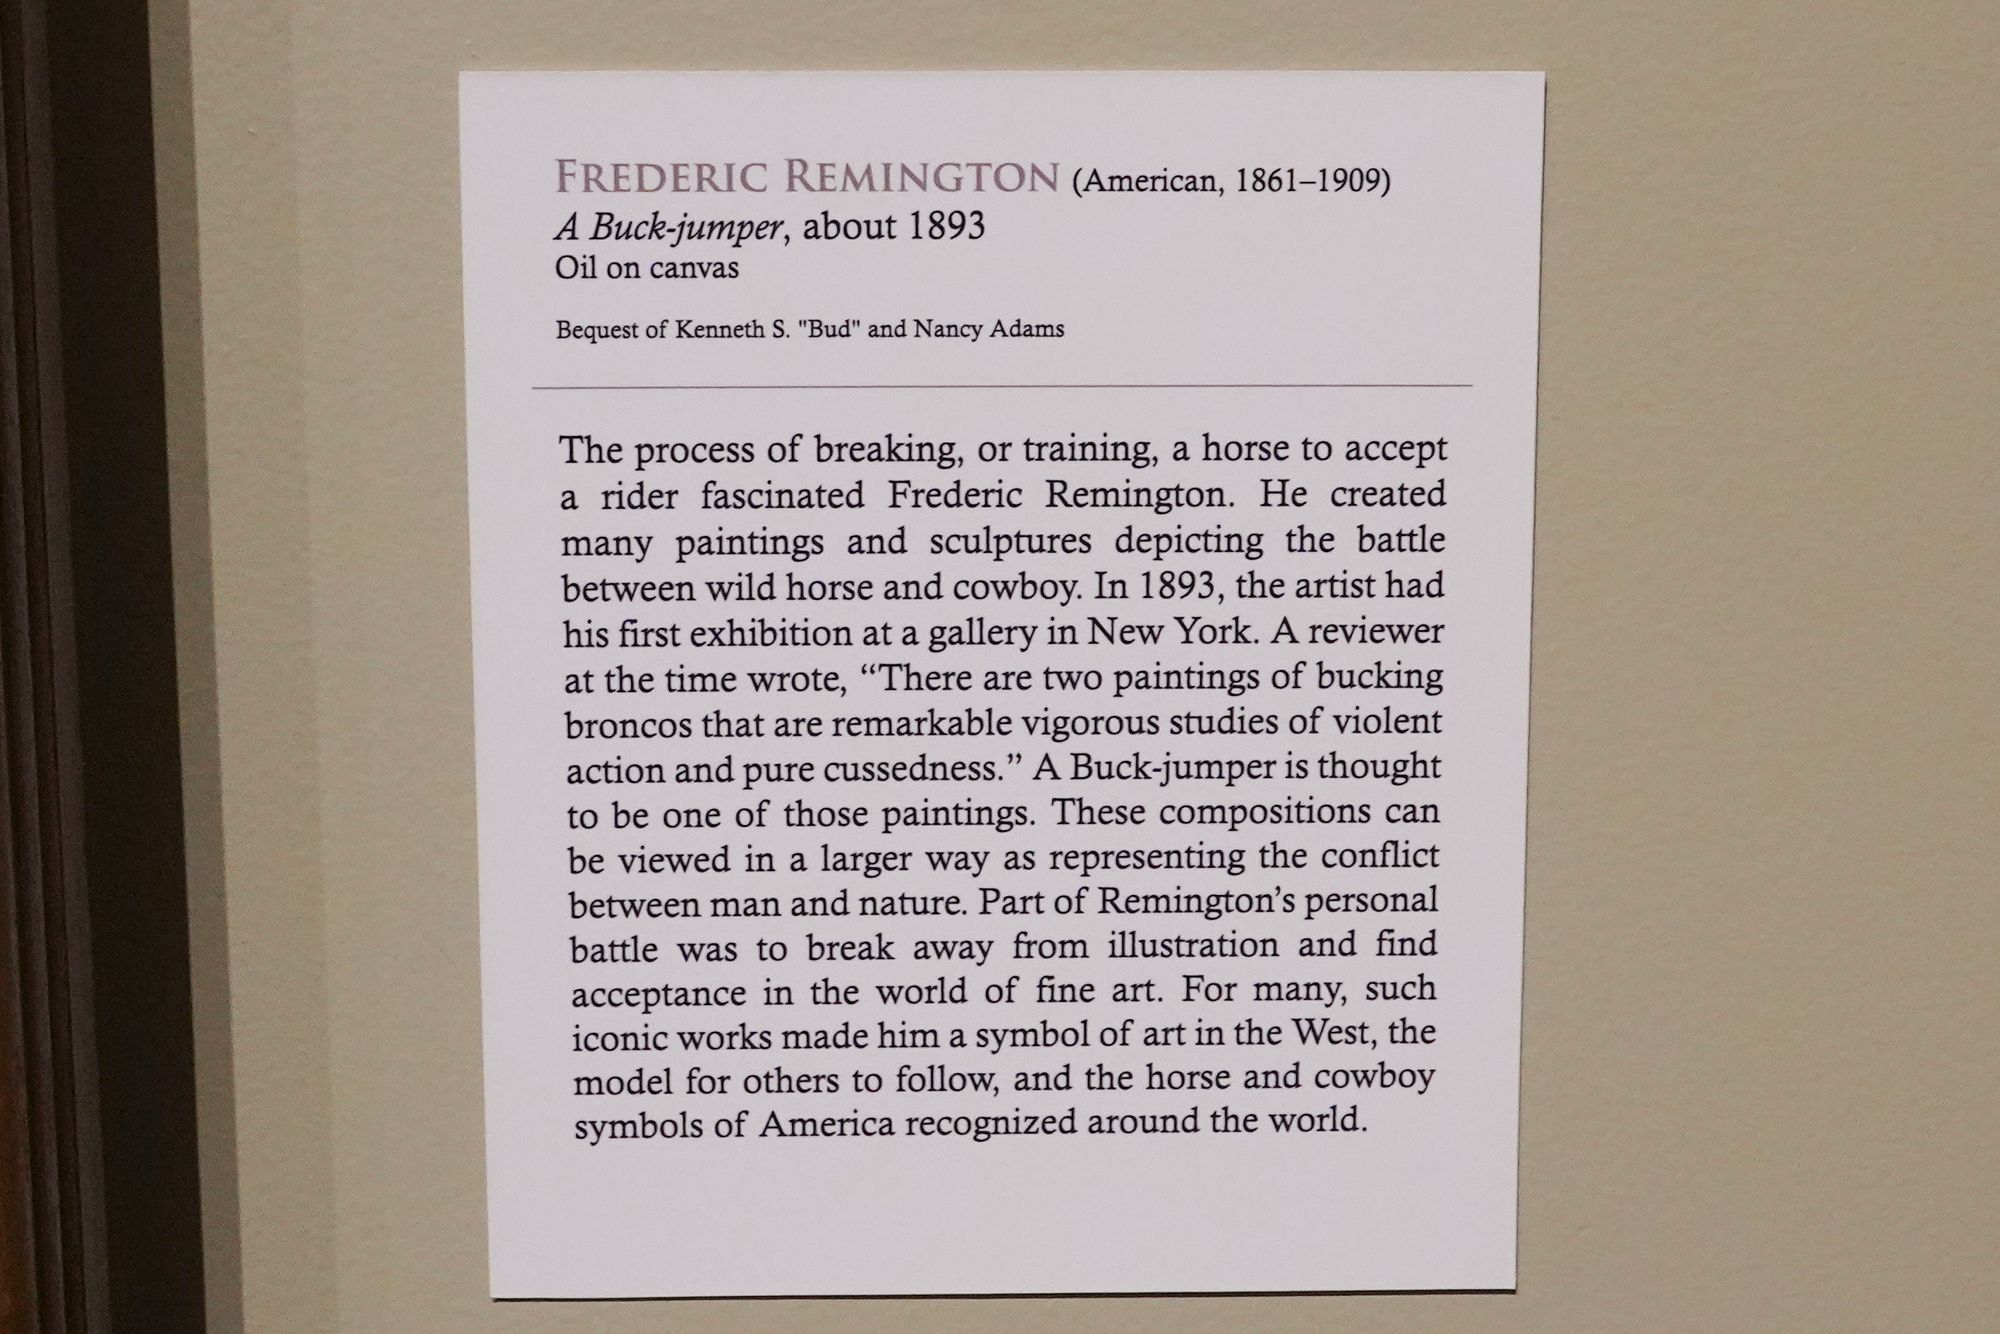 FREDERIC REMINGTON (American, 1861–1909)
A Buck-jumper, about 1893
Oil on canvas
Bequest of Kenneth S. "Bud" and Nancy Adams
The process of breaking, or training, a horse to accept
a rider fascinated Frederic Remington. He created
many paintings and sculptures depicting the battle
between wild horse and cowboy. In 1893, the artist had
his first exhibition at a gallery in New York. A reviewer
at the time wrote, “There are two paintings of bucking
broncos that are remarkable vigorous studies of violent
action and pure cussedness.” A Buck-jumper is thought
to be one of those paintings. These compositions can
be viewed in a larger way as representing the conflict
between man and nature. Part of Remington’s personal
battle was to break away from illustration and find
acceptance in the world of fine art. For many, such
iconic works made him a symbol of art in the West, the
model for others to follow, and the horse and cowboy
symbols of America recognized around the world.